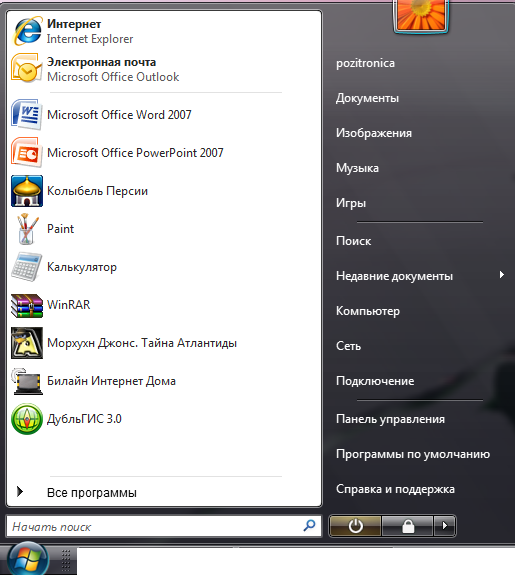 Интернет
Internet Explorer
Электронная почта
Microsoft Office Outlook
Microsoft Office Word 2007
Microsoft Office PowerPoint 2007
Колыбель Персии
Paint
Калькулятор
WinRAR
Морхухн Джонс. Тайна Атлантиды
Билайн Интернет Дома
ДубльГИС 3.0
Все программы
Начать поиск
pozitronica
Документы
Изображения
Музыка
Игры
Поиск
Недавние документы
Компьютер
Сеть
Подключение
Панель управления
Программы по умолчанию
Справка и поддержка